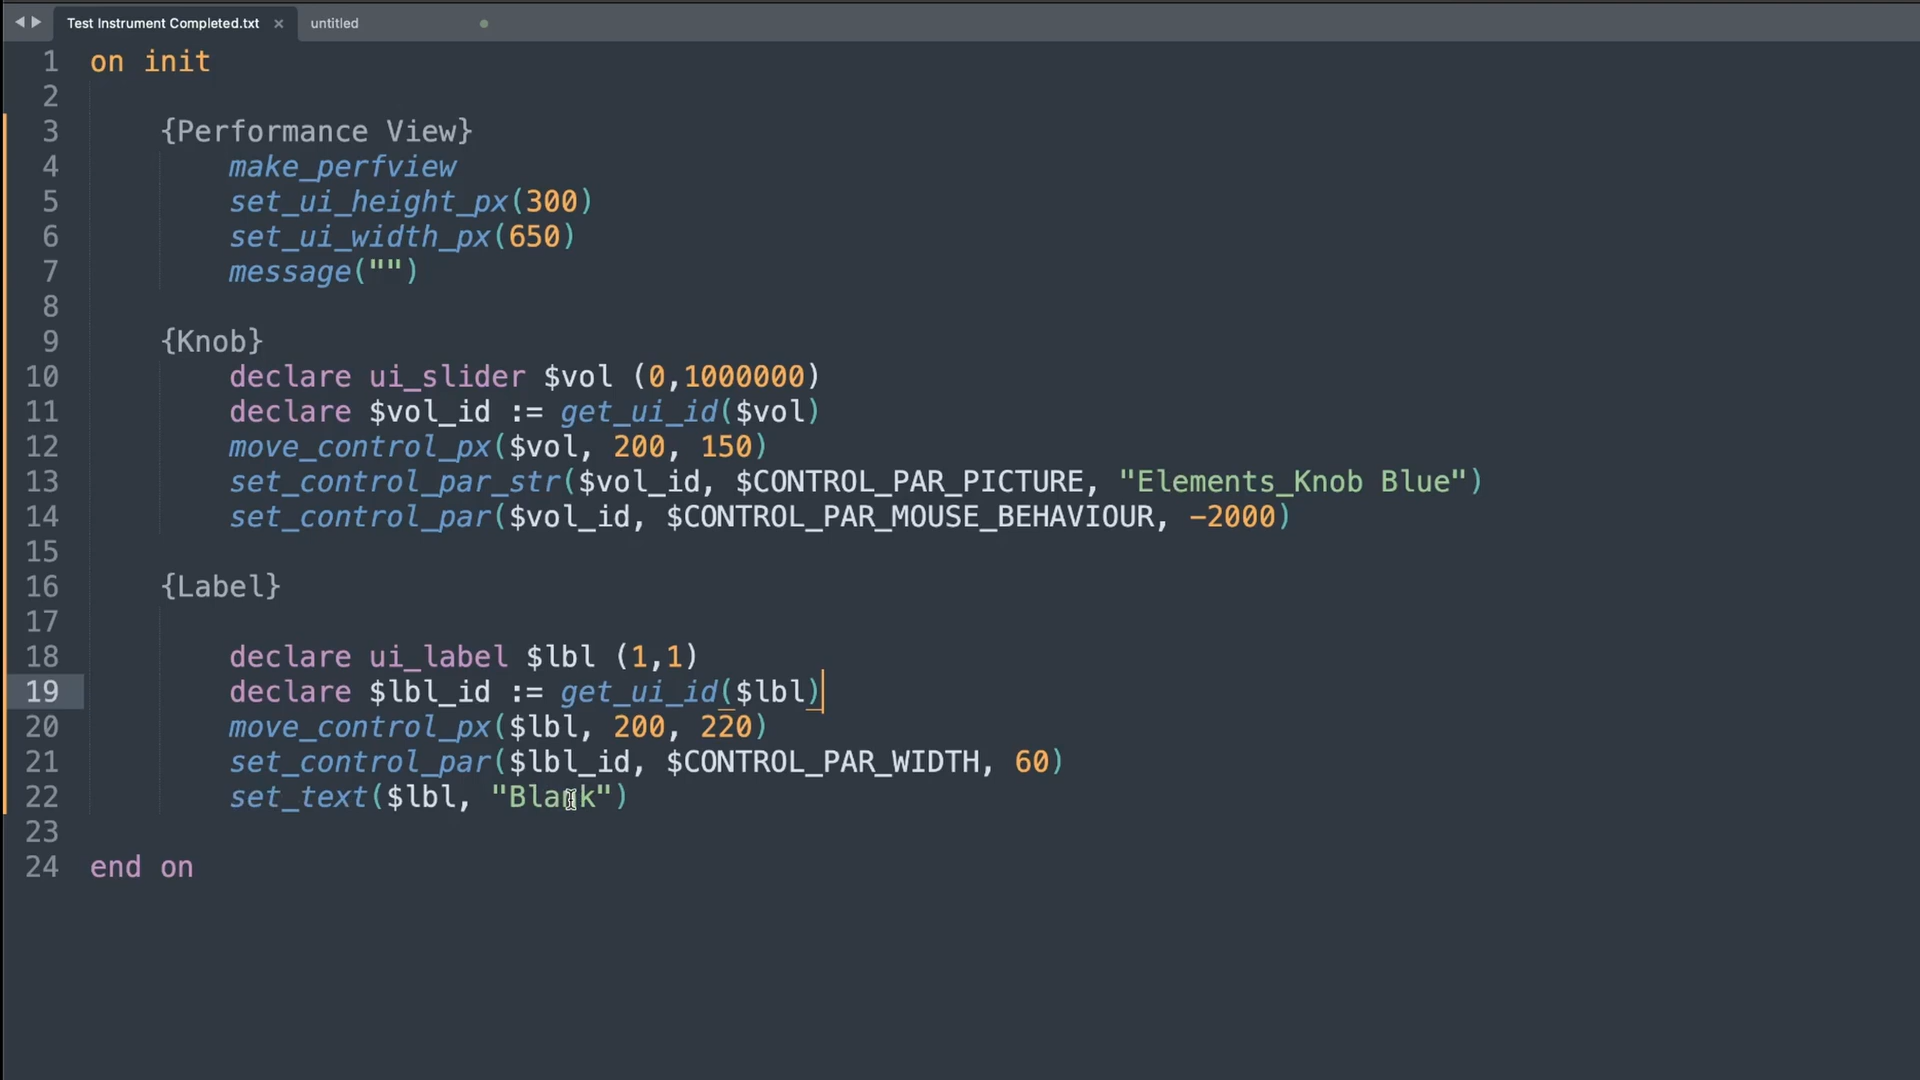 Test Instrument Completed.txt × untitled
1 on init
2
3 {Performance View}
4 make_perfview
5 set_ui_height_px(300)
6 set_ui_width_px(650)
7 message("")
8
9 {Knob}
10 declare ui_slider $vol (0,1000000)
11 declare $vol_id := get_ui_id($vol)
12 move_control_px($vol, 200, 150)
13 set_control_par_str($vol_id, $CONTROL_PAR_PICTURE, "Elements_Knob Blue")
14 set_control_par($vol_id, $CONTROL_PAR_MOUSE_BEHAVIOUR, -2000)
15
16 {Label}
17
18 declare ui_label $lbl (1,1)
19 declare $lbl_id := get_ui_id($lbl)
20 move_control_px($lbl, 200, 220)
21 set_control_par($lbl_id, $CONTROL_PAR_WIDTH, 60)
22 set_text($lbl, "Blank")
23
24 end on